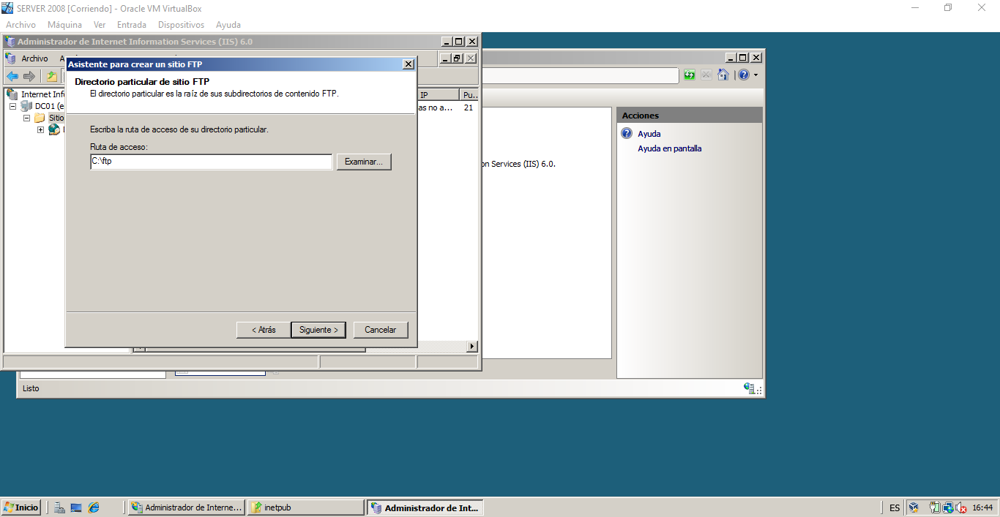 SERVER 2008 [Corriendo] - Oracle VM VirtualBox
Archivo Máquina Ver Entrada Dispositivos Ayuda
Administrador de Internet Information Services (IIS) 6.0
Archivo
Asistente para crear un sitio FTP
Directorio particular de sitio FTP
El directorio particular es la raíz de sus subdirectorios de contenido FTP.
Internet Inf
IP Pu...
DC01 (e
as no a... 21
Sitio
Escriba la ruta de acceso de su directorio particular.
Ruta de acceso:
C:\ftp
Examinar...
< Atrás Siguiente > Cancelar
Acciones
Ayuda
Ayuda en pantalla
on Services (IIS) 6.0.
Listo
Inicio Administrador de Interne... inetpub Administrador de Int... ES 16:44